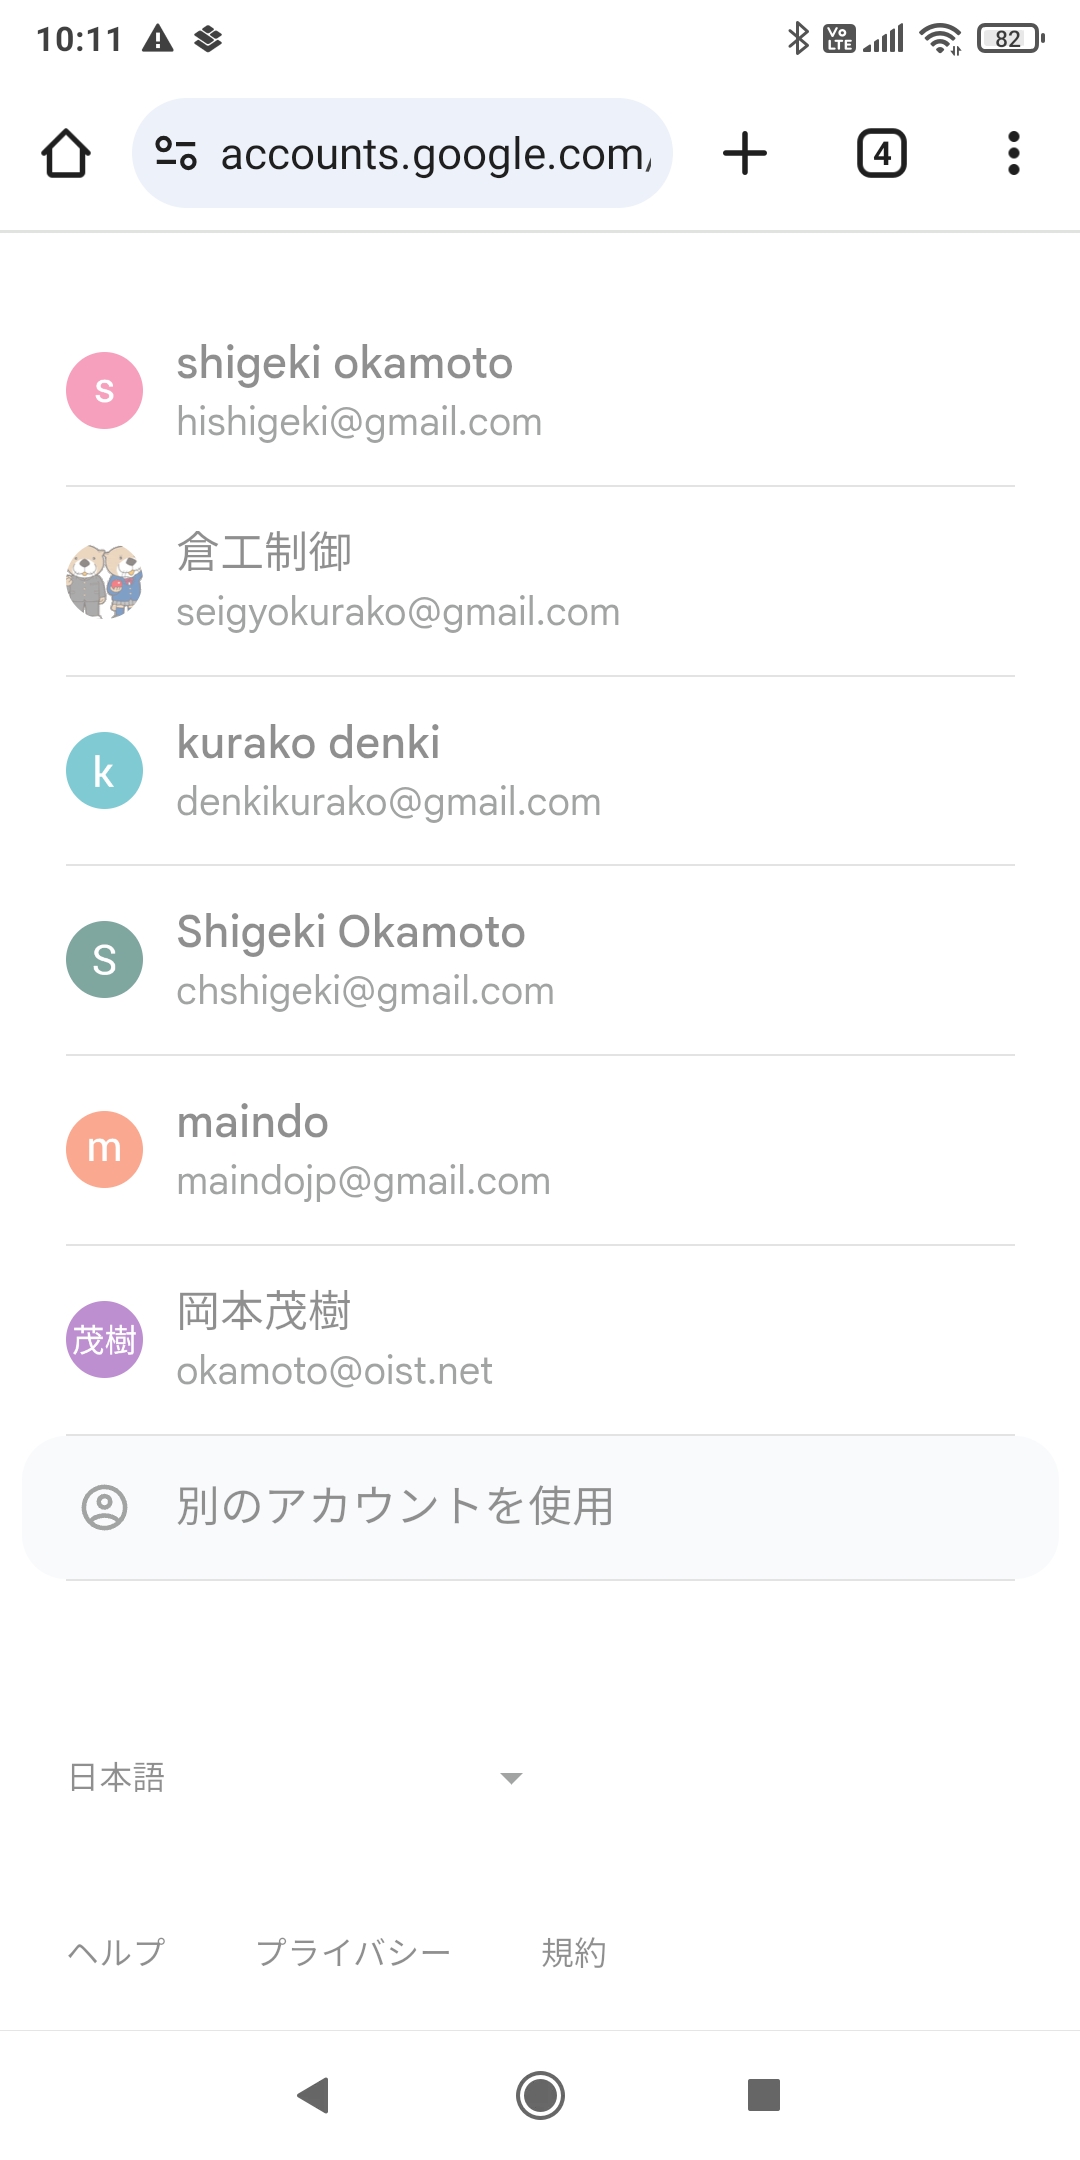 10:11
Vo LTE
82
accounts.google.com/
4
s
shigeki okamoto
hishigeki@gmail.com
倉工制御
seigyokurako@gmail.com
k
kurako denki
denkikurako@gmail.com
S
Shigeki Okamoto
chshigeki@gmail.com
m
maindo
maindojp@gmail.com
茂樹
岡本茂樹
okamoto@oist.net
別のアカウントを使用
日本語
ヘルプ プライバシー 規約